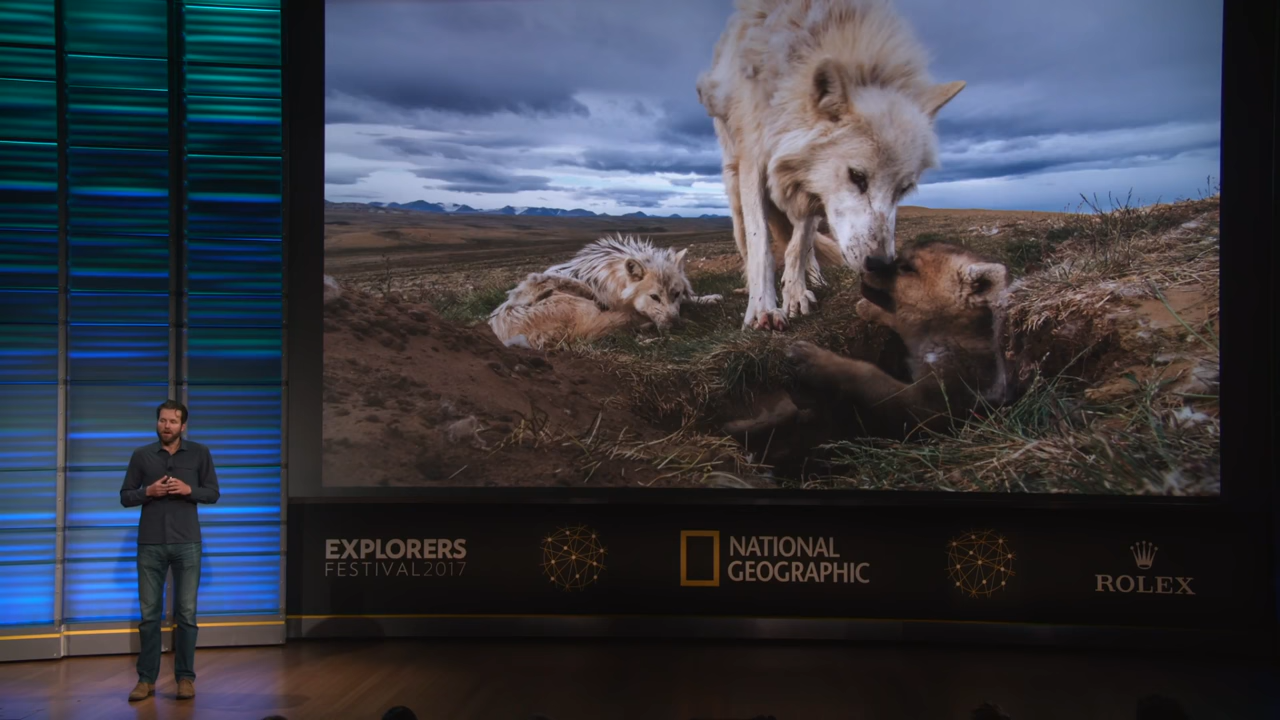 EXPLORERS
FESTIVAL2017
NATIONAL
GEOGRAPHIC
ROLEX